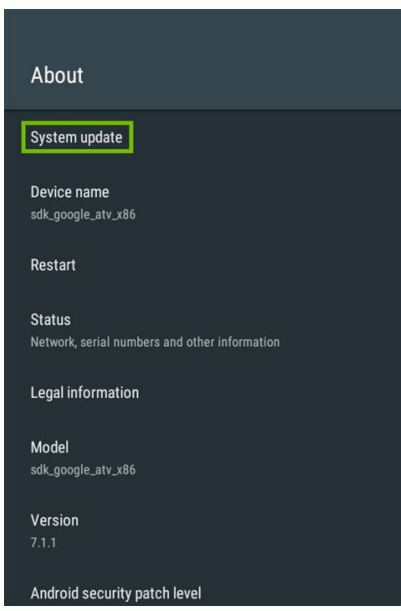 About
System update
Device name
sdk_google_atv_x86
Restart
Status
Network, serial numbers and other information
Legal information
Model
sdk_google_atv_x86
Version
7.1.1
Android security patch level